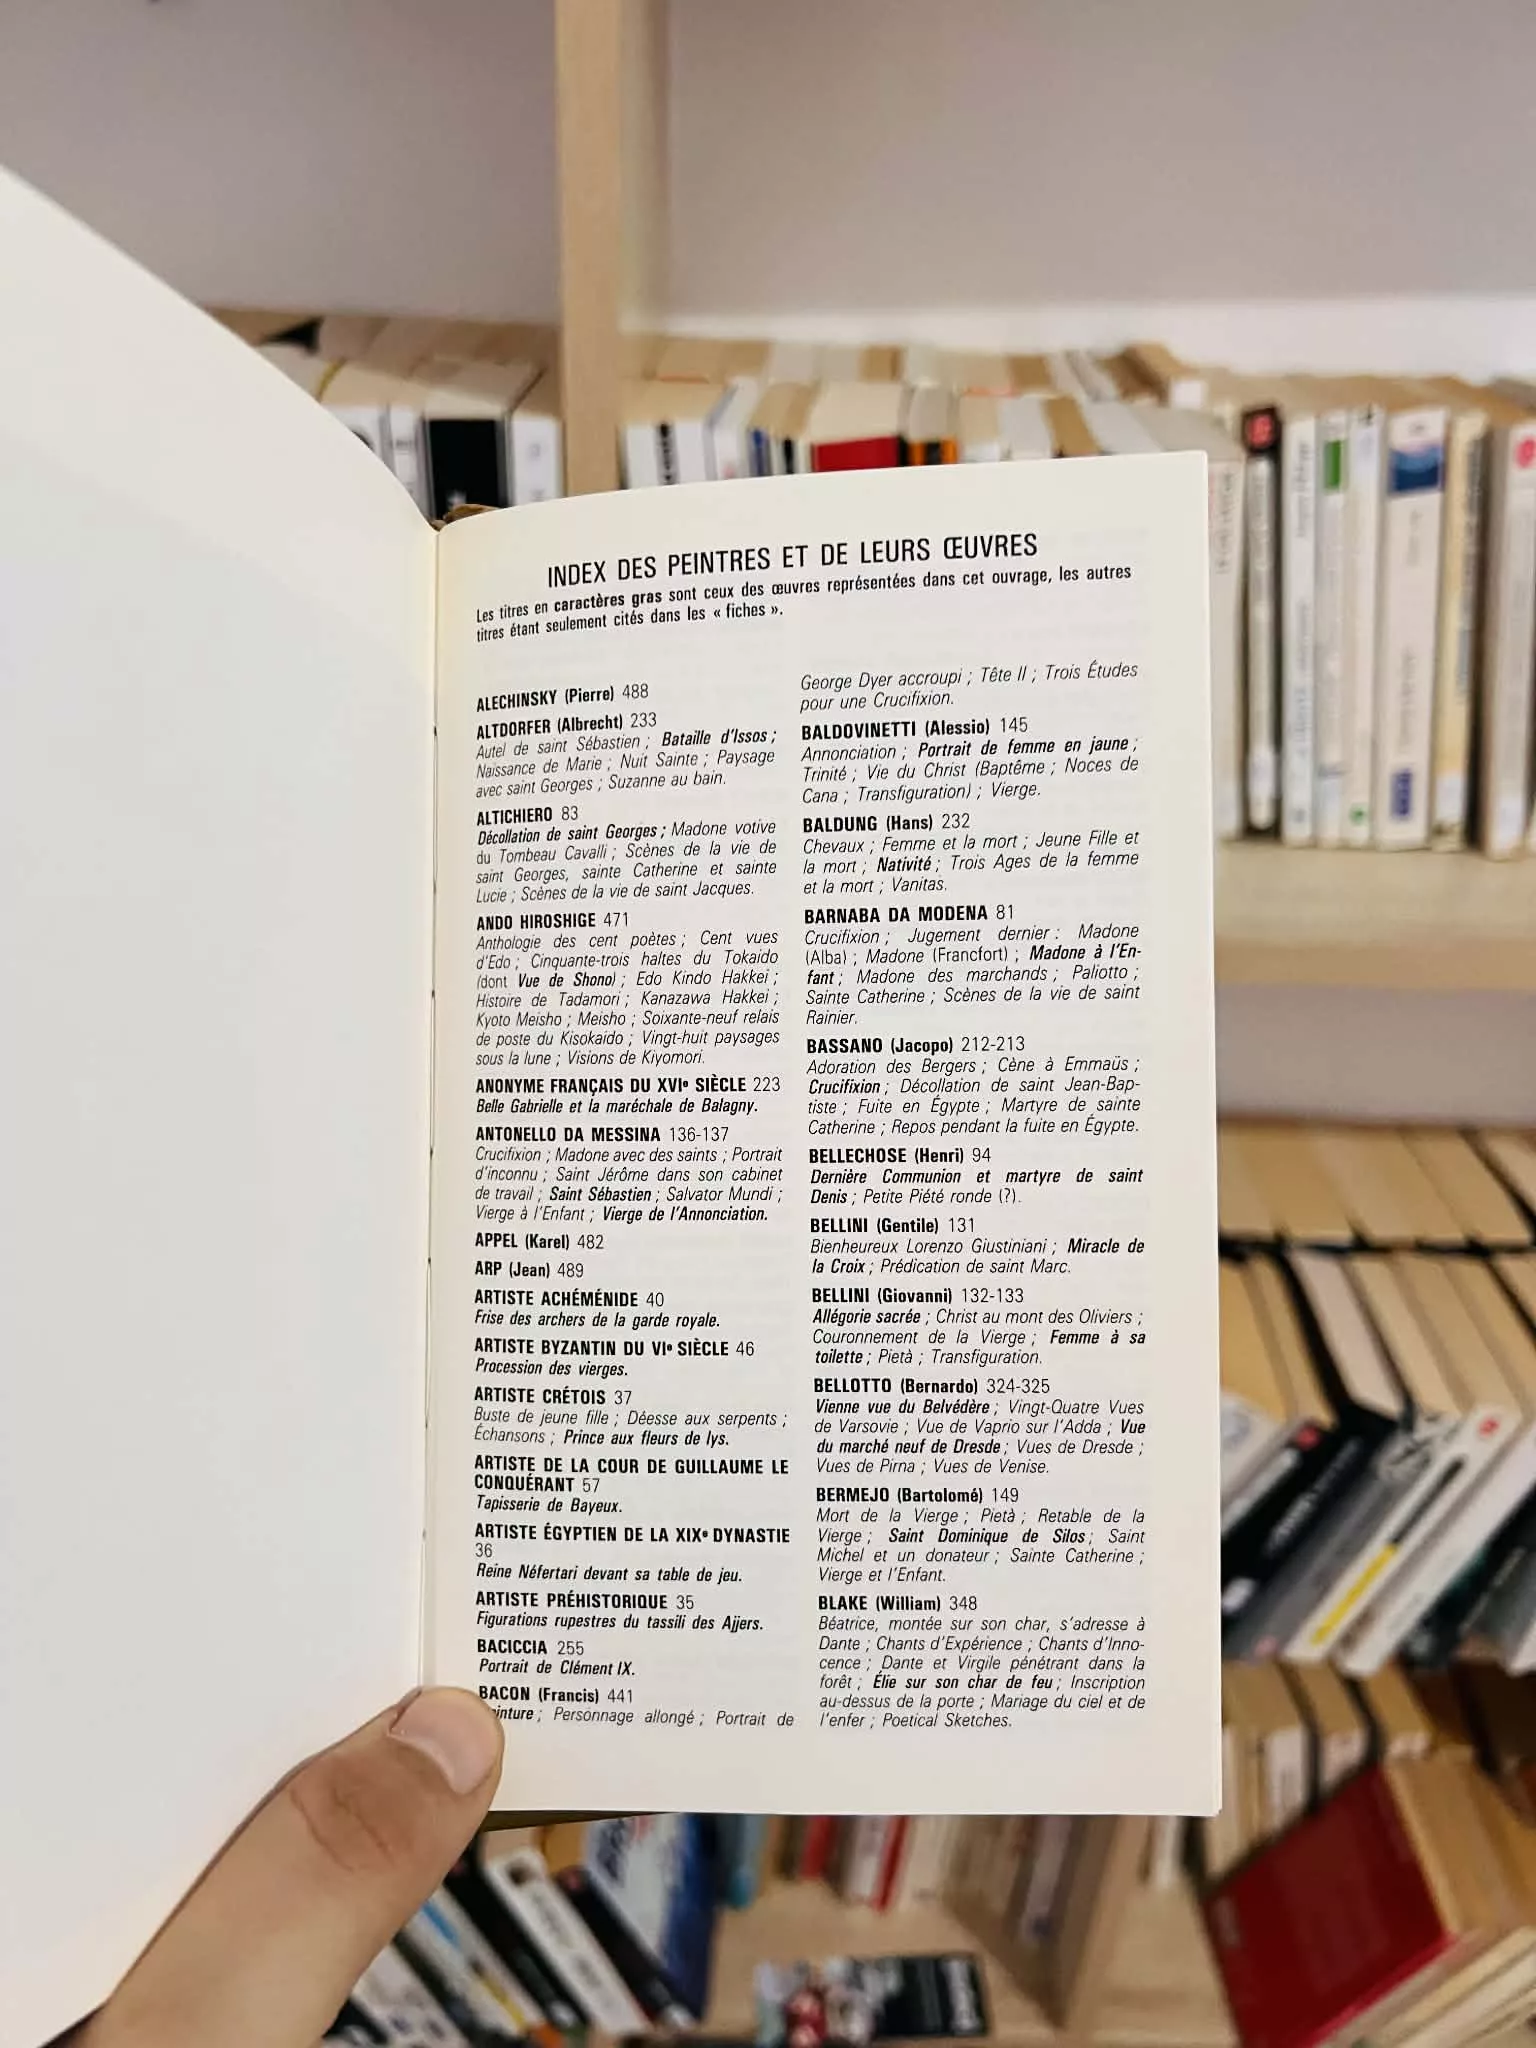 INDEX DES PEINTRES ET DE LEURS ŒUVRES
Les titres en caractères gras sont ceux des œuvres représentées dans cet ouvrage, les autres
titres étant seulement cités dans les « fiches ».
ALECHINSKY (Pierre) 488
ALTDORFER (Albrecht) 233
Autel de saint Sébastien ; Bataille d'Issos ;
Naissance de Marie ; Nuit Sainte ; Paysage
avec saint Georges ; Suzanne au bain.
ALTICHIERO 83
Décollation de saint Georges ; Madone votive
du Tombeau Cavalli ; Scènes de la vie de
saint Georges, sainte Catherine et sainte
Lucie ; Scènes de la vie de saint Jacques.
ANDO HIROSHIGE 471
Anthologie des cent poètes ; Cent vues
d'Edo ; Cinquante-trois haltes du Tokaido
(dont Vue de Shono) ; Edo Kindo Hakkei ;
Histoire de Tadamori ; Kanazawa Hakkei ;
Kyoto Meisho ; Meisho ; Soixante-neuf relais
de poste du Kisokaido ; Vingt-huit paysages
sous la lune ; Visions de Kiyomori.
ANONYME FRANÇAIS DU XVIe SIÈCLE 223
Belle Gabrielle et la maréchale de Balagny.
ANTONELLO DA MESSINA 136-137
Crucifixion ; Madone avec des saints ; Portrait
d'inconnu ; Saint Jérôme dans son cabinet
de travail ; Saint Sébastien ; Salvator Mundi ;
Vierge à l'Enfant ; Vierge de l'Annonciation.
APPEL (Karel) 482
ARP (Jean) 489
ARTISTE ACHÉMÉNIDE 40
Frise des archers de la garde royale.
ARTISTE BYZANTIN DU VIe SIÈCLE 46
Procession des vierges.
ARTISTE CRÉTOIS 37
Buste de jeune fille ; Déesse aux serpents ;
Échansons ; Prince aux fleurs de lys.
ARTISTE DE LA COUR DE GUILLAUME LE
CONQUÉRANT 57
Tapisserie de Bayeux.
ARTISTE ÉGYPTIEN DE LA XIXe DYNASTIE
36
Reine Néfertari devant sa table de jeu.
ARTISTE PRÉHISTORIQUE 35
Figurations rupestres du tassili des Ajjers.
BACICCIA 255
Portrait de Clément IX.
BACON (Francis) 441
inture ; Personnage allongé ; Portrait de
George Dyer accroupi ; Tête II ; Trois Études
pour une Crucifixion.
BALDOVINETTI (Alessio) 145
Annonciation ; Portrait de femme en jaune ;
Trinité ; Vie du Christ (Baptême ; Noces de
Cana ; Transfiguration) ; Vierge.
BALDUNG (Hans) 232
Chevaux ; Femme et la mort ; Jeune Fille et
la mort ; Nativité ; Trois Ages de la femme
et la mort ; Vanitas.
BARNABA DA MODENA 81
Crucifixion ; Jugement dernier : Madone
(Alba) ; Madone (Francfort) ; Madone à l'En-
fant ; Madone des marchands ; Paliotto ;
Sainte Catherine ; Scènes de la vie de saint
Rainier.
BASSANO (Jacopo) 212-213
Adoration des Bergers ; Cène à Emmaüs ;
Crucifixion ; Décollation de saint Jean-Bap-
tiste ; Fuite en Égypte ; Martyre de sainte
Catherine ; Repos pendant la fuite en Égypte.
BELLECHOSE (Henri) 94
Dernière Communion et martyre de saint
Denis ; Petite Piété ronde (?).
BELLINI (Gentile) 131
Bienheureux Lorenzo Giustiniani ; Miracle de
la Croix ; Prédication de saint Marc.
BELLINI (Giovanni) 132-133
Allégorie sacrée ; Christ au mont des Oliviers ;
Couronnement de la Vierge ; Femme à sa
toilette ; Pietà ; Transfiguration.
BELLOTTO (Bernardo) 324-325
Vienne vue du Belvédère ; Vingt-Quatre Vues
de Varsovie ; Vue de Vaprio sur l'Adda ; Vue
du marché neuf de Dresde ; Vues de Dresde ;
Vues de Pirna ; Vues de Venise.
BERMEJO (Bartolomé) 149
Mort de la Vierge ; Pietà ; Retable de la
Vierge ; Saint Dominique de Silos ; Saint
Michel et un donateur ; Sainte Catherine ;
Vierge et l'Enfant.
BLAKE (William) 348
Béatrice, montée sur son char, s'adresse à
Dante ; Chants d'Expérience ; Chants d'Inno-
cence ; Dante et Virgile pénétrant dans la
forêt ; Élie sur son char de feu ; Inscription
au-dessus de la porte ; Mariage du ciel et de
l'enfer ; Poetical Sketches.